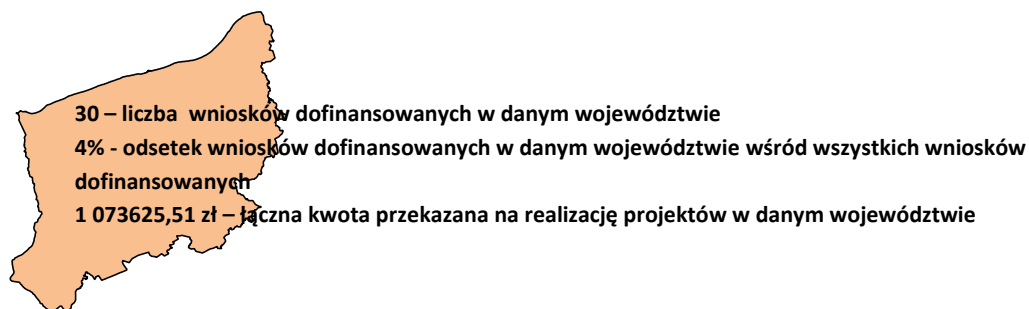 30 – liczba wniosków dofinansowanych w danym województwie
4% - odsetek wniosków dofinansowanych w danym województwie wśród wszystkich wniosków
dofinansowanych
1 073625,51 zł – łączna kwota przekazana na realizację projektów w danym województwie